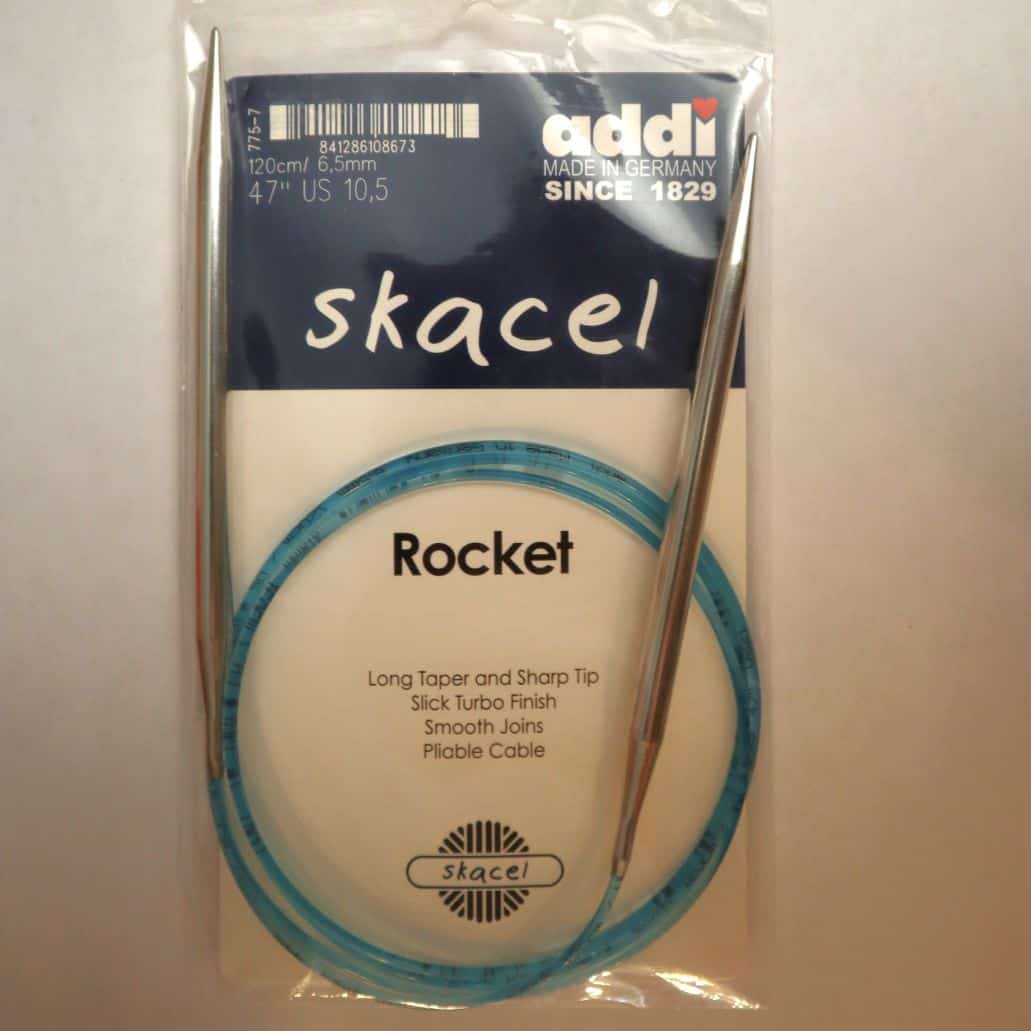 775-7
841286108673
120cm/ 6,5mm
47" US 10,5
addi
MADE IN GERMANY
SINCE 1829
skacel
Rocket
Long Taper and Sharp Tip
Slick Turbo Finish
Smooth Joins
Pliable Cable
skacel